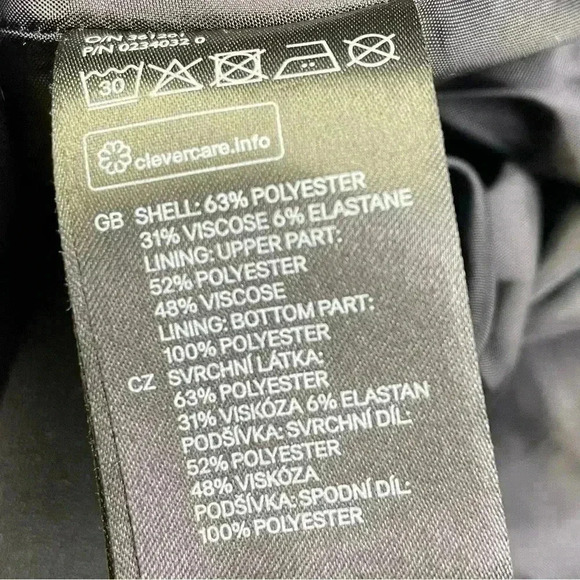 P/N 0234032 0
30
clevercare.info
GB SHELL: 63% POLYESTER
31% VISCOSE 6% ELASTANE
LINING: UPPER PART:
52% POLYESTER
48% VISCOSE
LINING: BOTTOM PART:
100% POLYESTER
CZ SVRCHNÍ LÁTKA:
63% POLYESTER
31% VISKÓZA 6% ELASTAN
PODŠÍVKA: SVRCHNÍ DÍL:
52% POLYESTER
48% VISKÓZA
PODŠÍVKA: SPODNÍ DÍL:
100% POLYESTER